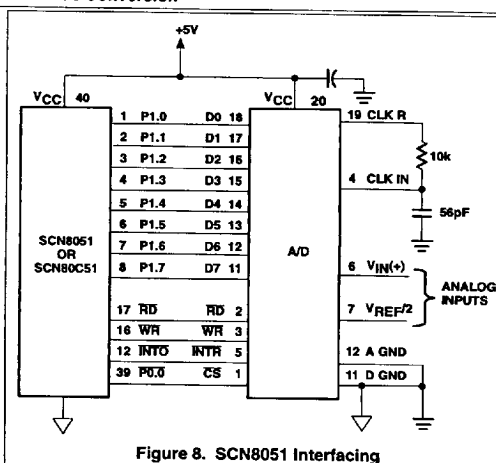 +5V
VCC 40
VCC 20
1 P1.0 D0 18
2 P1.1 D1 17
3 P1.2 D2 16
4 P1.3 D3 15
5 P1.4 D4 14
6 P1.5 D5 13
7 P1.6 D6 12
8 P1.7 D7 11
17 RD RD 2
16 WR WR 3
12 INTO INTR 5
39 P0.0 CS 1
SCN8051
OR
SCN80C51
A/D
19 CLK R
10k
4 CLK IN
56pF
6 VIN(+)
7 VREF/2
ANALOG
INPUTS
12 A GND
11 D GND
Figure 8. SCN8051 Interfacing